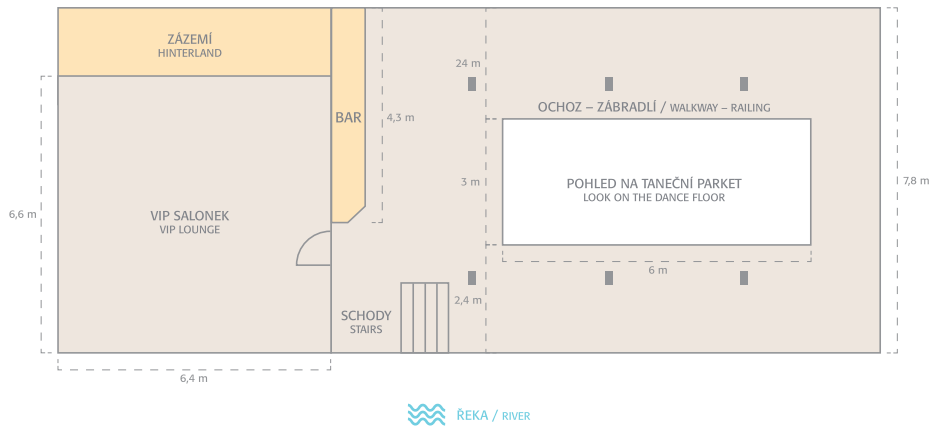 ZÁZEMÍ
HINTERLAND
24 m
OCHOZ – ZÁBRADLÍ / WALKWAY – RAILING
BAR
4,3 m
3 m
POHLED NA TANEČNÍ PARKET
LOOK ON THE DANCE FLOOR
7,8 m
6,6 m
VIP SALONEK
VIP LOUNGE
6 m
2,4 m
SCHODY
STAIRS
6,4 m
ŘEKA / RIVER